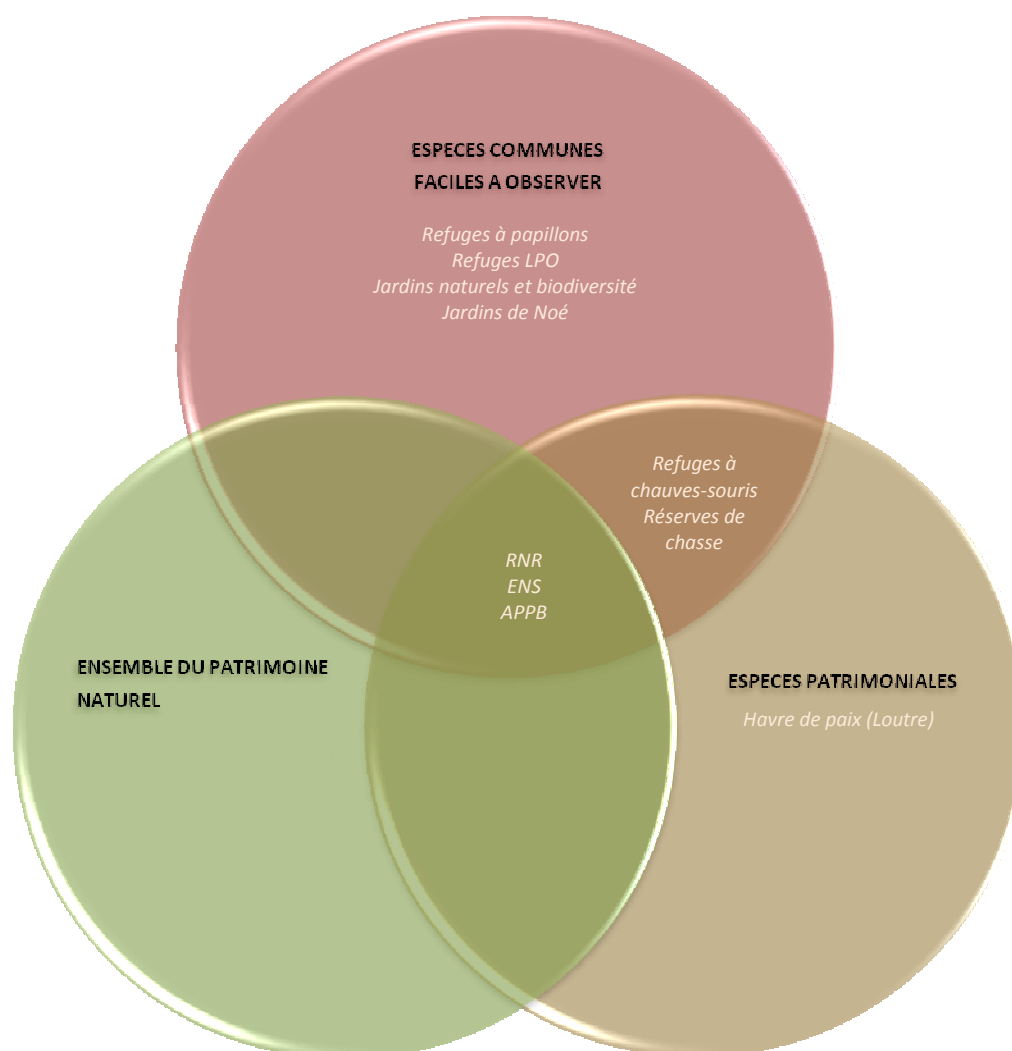 ESPECES COMMUNES
FACILES A OBSERVER
Refuges à papillons
Refuges LPO
Jardins naturels et biodiversité
Jardins de Noé
Refuges à
chauves-souris
Réserves de
chasse
RNR
ENS
APPB
ENSEMBLE DU PATRIMOINE
NATUREL
ESPECES PATRIMONIALES
Havre de paix (Loutre)